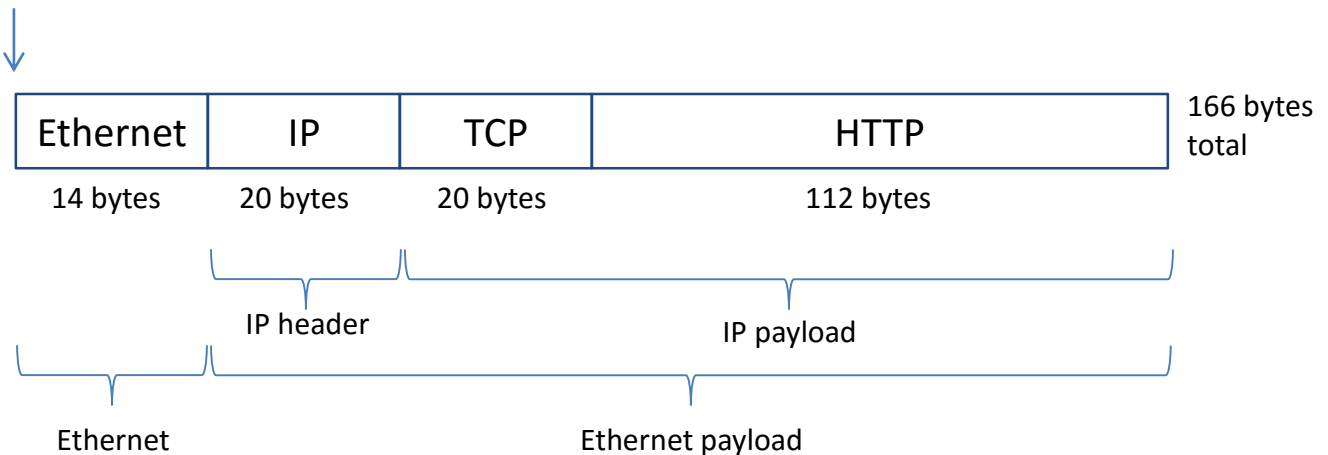 Ethernet IP TCP HTTP
166 bytes
total
14 bytes 20 bytes 20 bytes 112 bytes
IP header
IP payload
Ethernet
Ethernet payload